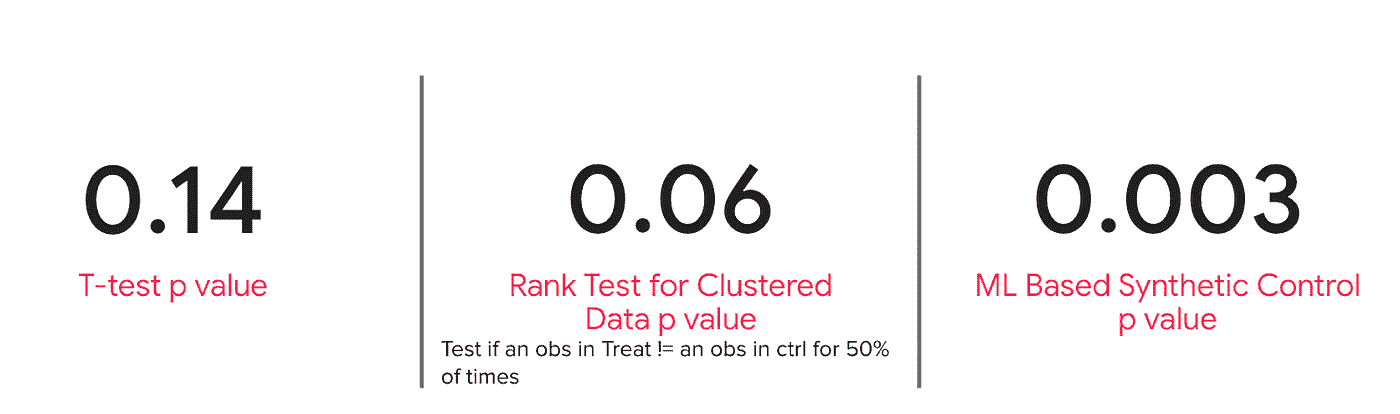 0.14
T-test p value
0.06
Rank Test for Clustered
Data p value
Test if an obs in Treat != an obs in ctrl for 50%
of times
0.003
ML Based Synthetic Control
p value